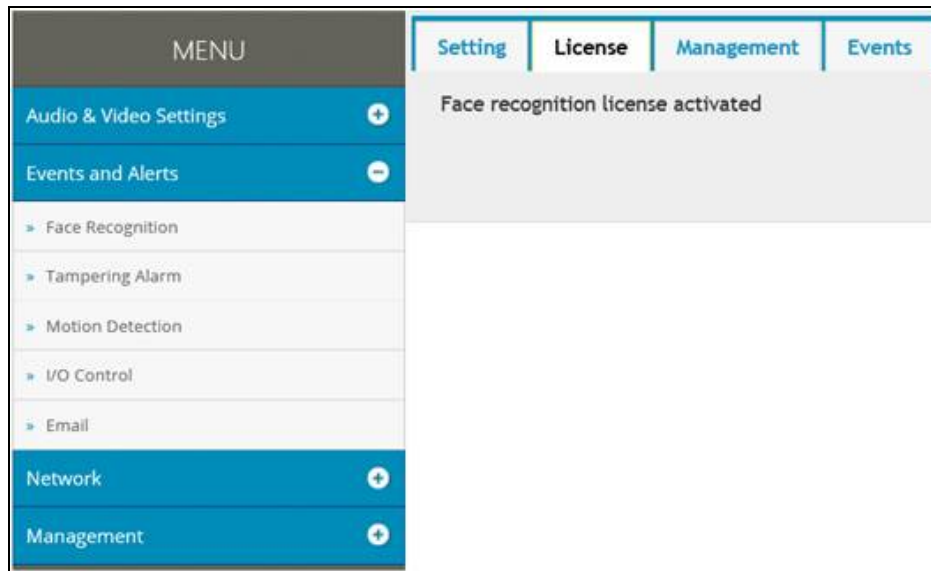 MENU
Audio & Video Settings
Events and Alerts
» Face Recognition
» Tampering Alarm
» Motion Detection
» I/O Control
» Email
Network
Management
Setting License Management Events
Face recognition license activated